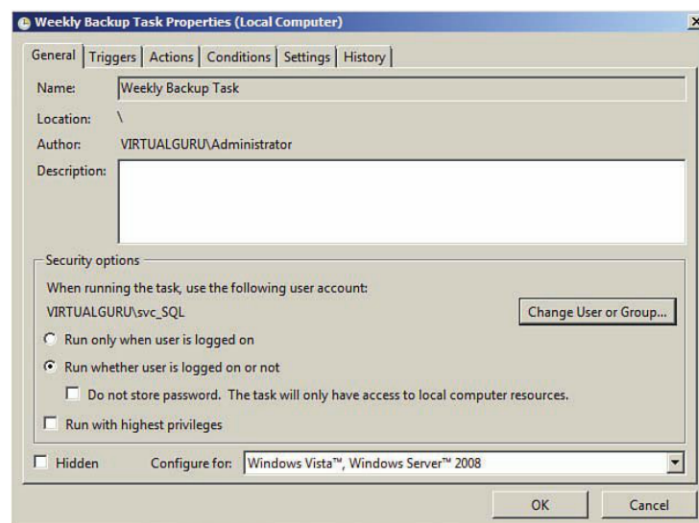 Weekly Backup Task Properties (Local Computer)
General Triggers Actions Conditions Settings History
Name: Weekly Backup Task
Location: \
Author: VIRTUALGURU\Administrator
Description:
Security options
When running the task, use the following user account:
VIRTUALGURU\svc_SQL Change User or Group...
Run only when user is logged on
Run whether user is logged on or not
Do not store password. The task will only have access to local computer resources.
Run with highest privileges
Hidden Configure for: Windows Vista™, Windows Server™ 2008
OK Cancel